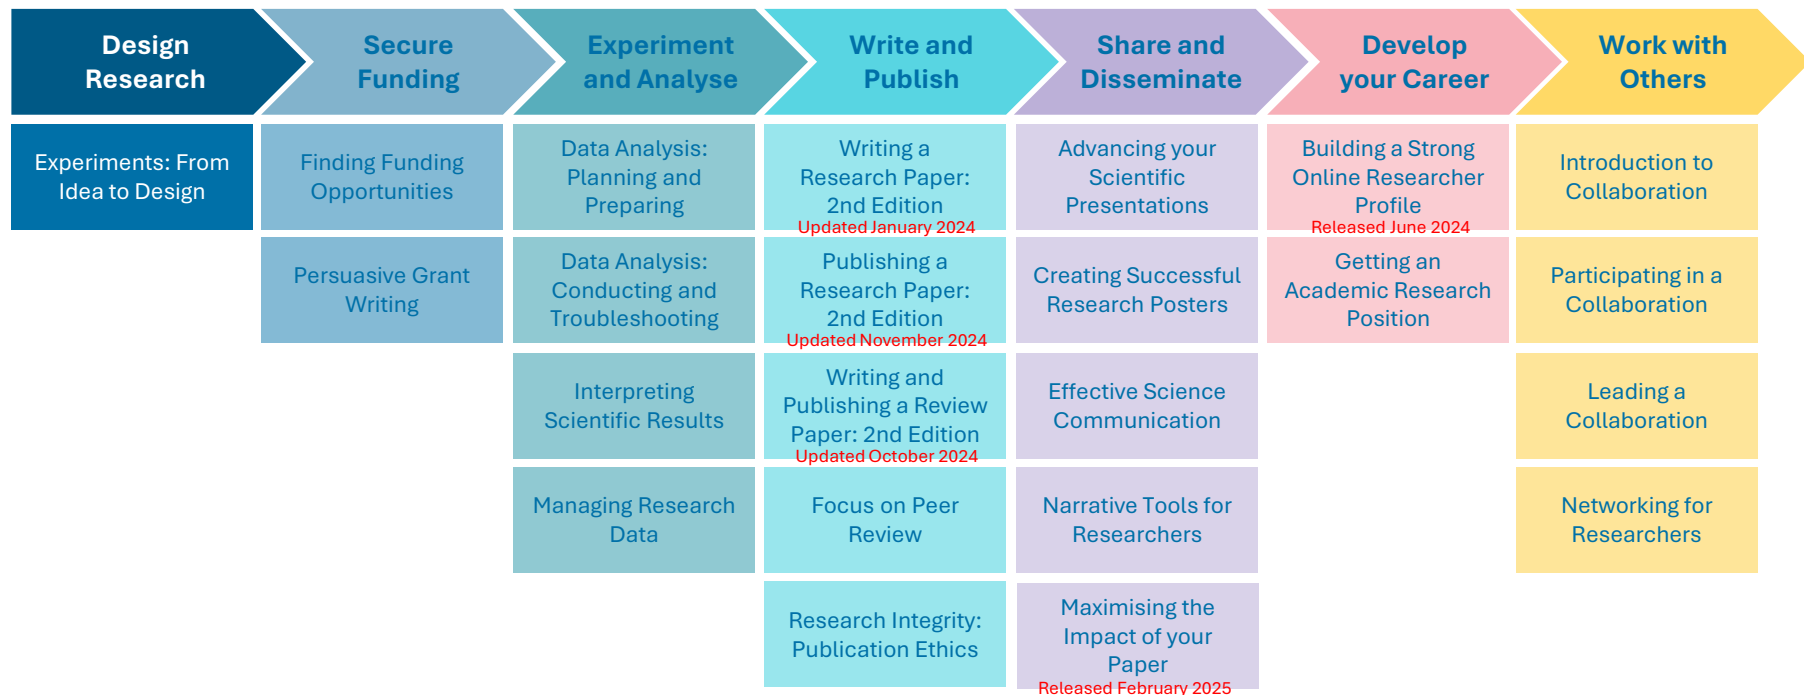 Design
Research
Secure
Funding
Experiment
and Analyse
Write and
Publish
Share and
Disseminate
Develop
your Career
Work with
Others
Experiments: From
Idea to Design
Finding Funding
Opportunities
Persuasive Grant
Writing
Data Analysis:
Planning and
Preparing
Data Analysis:
Conducting and
Troubleshooting
Interpreting
Scientific Results
Managing Research
Data
Writing a
Research Paper:
2nd Edition
Updated January 2024
Publishing a
Research Paper:
2nd Edition
Updated November 2024
Writing and
Publishing a Review
Paper: 2nd Edition
Updated October 2024
Focus on Peer
Review
Research Integrity:
Publication Ethics
Advancing your
Scientific
Presentations
Creating Successful
Research Posters
Effective Science
Communication
Narrative Tools for
Researchers
Maximising the
Impact of your
Paper
Released February 2025
Building a Strong
Online Researcher
Profile
Released June 2024
Getting an
Academic Research
Position
Introduction to
Collaboration
Participating in a
Collaboration
Leading a
Collaboration
Networking for
Researchers